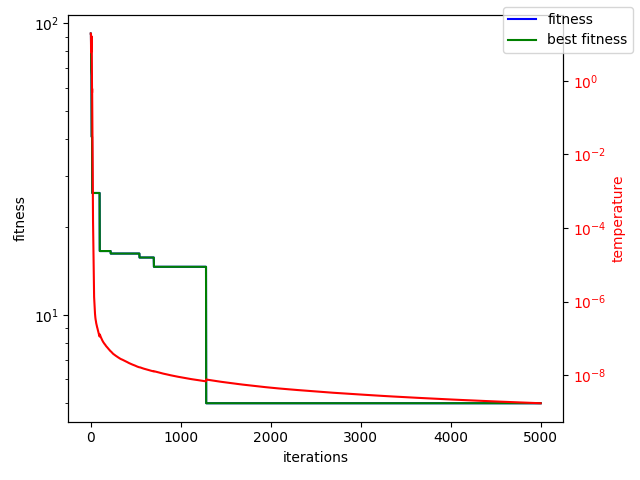 fitness
best fitness
fitness
10²
10¹
temperature
10⁰
10⁻²
10⁻⁴
10⁻⁶
10⁻⁸
0 1000 2000 3000 4000 5000
iterations